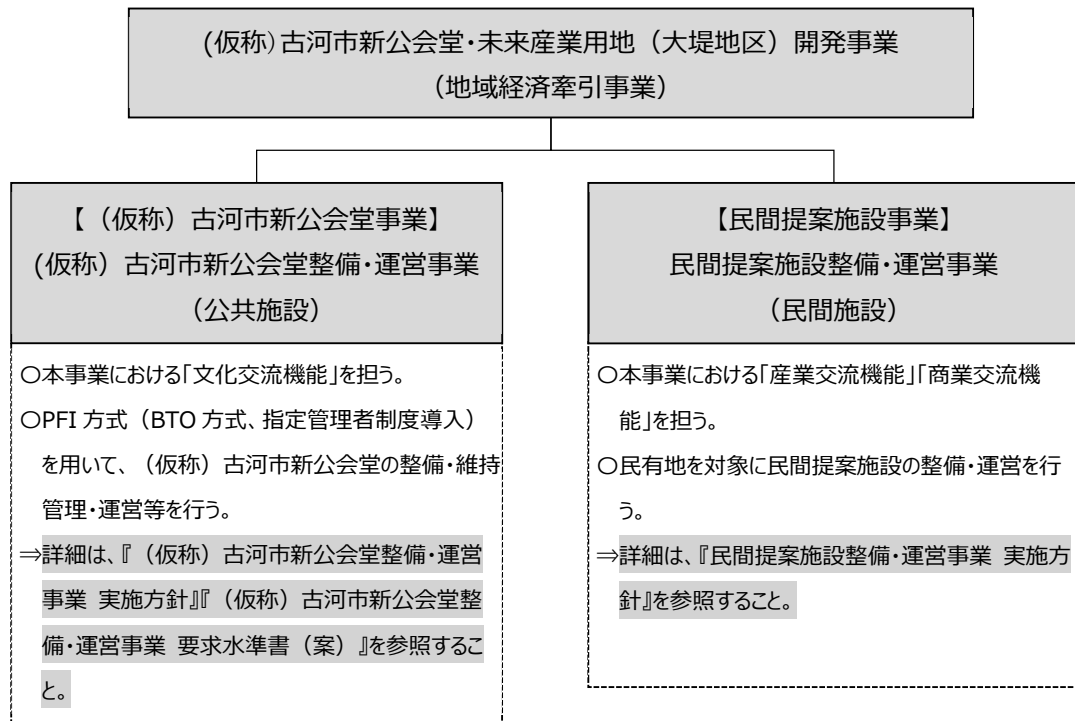 (仮称)古河市新公会堂・未来産業用地（大堤地区）開発事業
（地域経済牽引事業）
【（仮称）古河市新公会堂事業】
(仮称）古河市新公会堂整備・運営事業
（公共施設）
〇本事業における「文化交流機能」を担う。
〇PFI 方式（BTO 方式、指定管理者制度導入）
を用いて、（仮称）古河市新公会堂の整備・維持
管理・運営等を行う。
⇒詳細は、『（仮称）古河市新公会堂整備・運営
事業 実施方針』『（仮称）古河市新公会堂整
備・運営事業 要求水準書（案）』を参照するこ
と。
【民間提案施設事業】
民間提案施設整備・運営事業
（民間施設）
〇本事業における「産業交流機能」「商業交流機
能」を担う。
〇民有地を対象に民間提案施設の整備・運営を行
う。
⇒詳細は、『民間提案施設整備・運営事業 実施方
針』を参照すること。